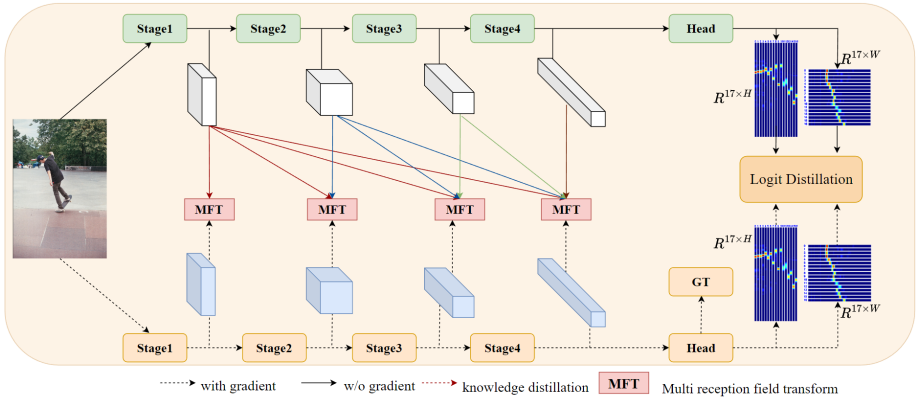 Stage1 Stage2 Stage3 Stage4 Head
R^{17×W}
R^{17×H}
Logit Distillation
MFT MFT MFT MFT
R^{17×H}
GT
R^{17×W}
Stage1 Stage2 Stage3 Stage4 Head
with gradient w/o gradient knowledge distillation MFT Multi reception field transform